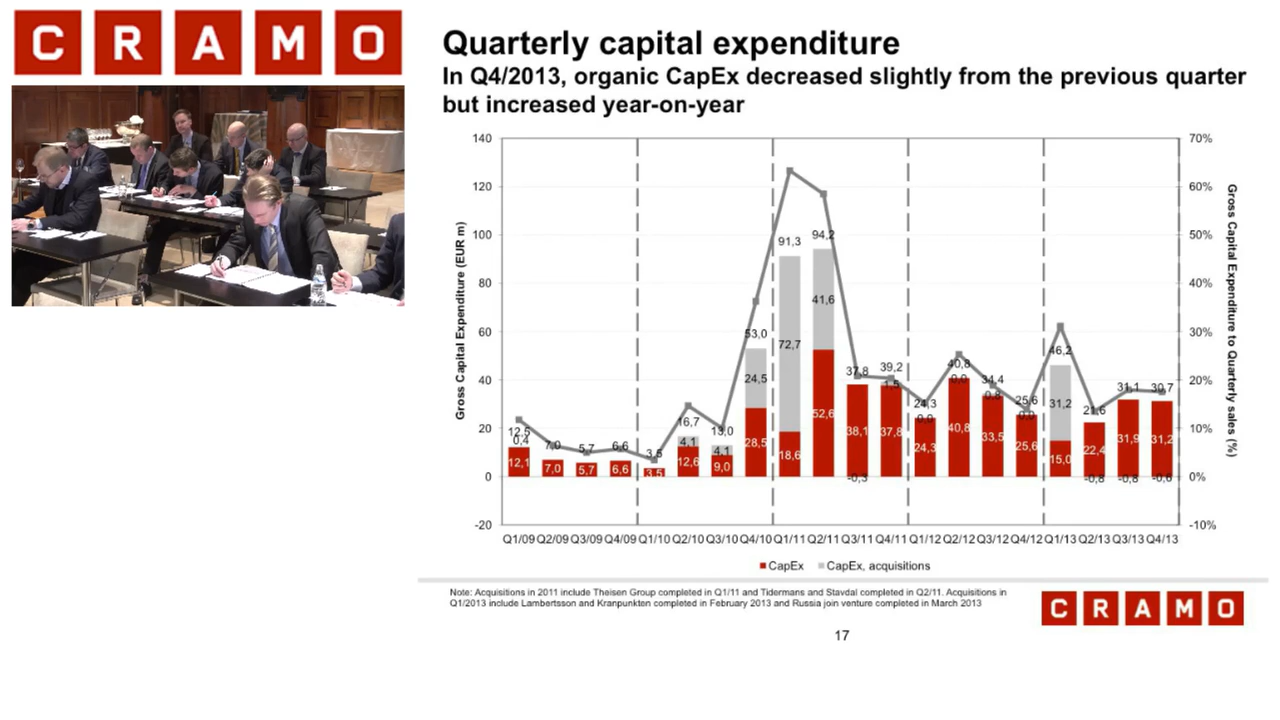 CRAMO
Quarterly capital expenditure
In Q4/2013, organic CapEx decreased slightly from the previous quarter
but increased year-on-year
Gross Capital Expenditure (EUR m)
140
120
100
80
60
40
20
0
-20
70%
60%
50%
40%
30%
20%
10%
0%
-10%
Gross Capital Expenditure to Quarterly sales (%)
12,5 7,0 5,7 6,6 3,5 16,7 13,0 53,0 91,3 94,2 37,8 39,2 24,3 40,8 34,4 25,6 46,2 21,6 31,1 30,7
0,4 4,1 4,1 24,5 72,7 41,6 -0,3 1,5 0,0 0,0 0,8 0,0 31,2 -0,8 -0,8 -0,6
12,1 7,0 5,7 6,6 3,5 12,6 9,0 28,5 18,6 52,6 38,1 37,8 24,3 40,8 33,5 25,6 15,0 22,4 31,9 31,2
Q1/09 Q2/09 Q3/09 Q4/09 Q1/10 Q2/10 Q3/10 Q4/10 Q1/11 Q2/11 Q3/11 Q4/11 Q1/12 Q2/12 Q3/12 Q4/12 Q1/13 Q2/13 Q3/13 Q4/13
CapEx CapEx, acquisitions
Note: Acquisitions in 2011 include Theisen Group completed in Q1/11 and Tidermans and Stavdal completed in Q2/11. Acquisitions in
Q1/2013 include Lambertsson and Kranpunkten completed in February 2013 and Russia join venture completed in March 2013
CRAMO
17